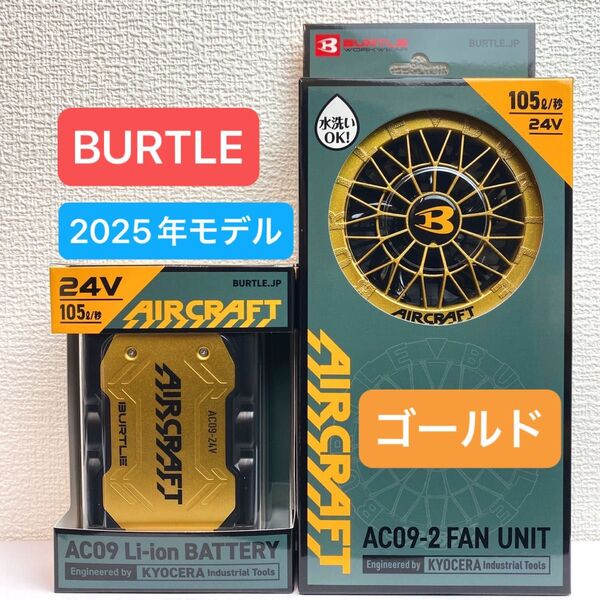 BURTLE
2025年モデル
24V
105ℓ/秒
BURTLE.JP
AIRCRAFT
AIRCRAFT
BURTLE
AC09-24V
AC09 Li-ion BATTERY
Engineered by KYOCERA Industrial Tools
BURTLE
WORKWEAR
BURTLE.JP
水洗い
OK!
105ℓ/秒
24V
B
AIRCRAFT
AIRCRAFT
ゴールド
AC09-2 FAN UNIT
Engineered by KYOCERA Industrial Tools